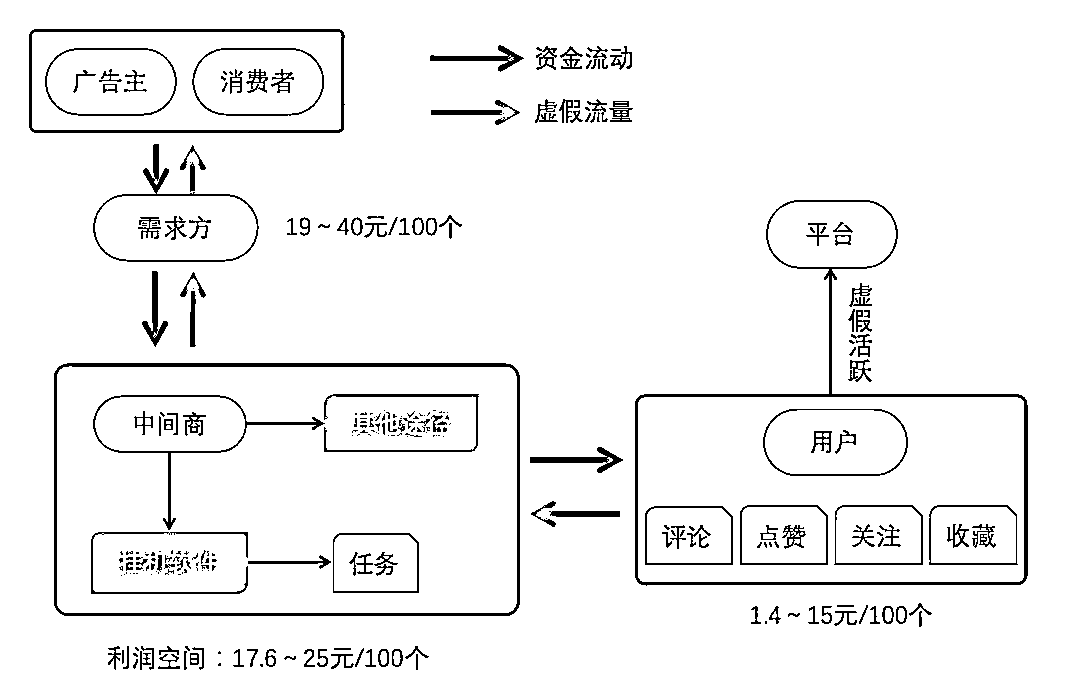 广告主
消费者
资金流动
虚假流量
需求方
19～40元/100个
平台
虚假活跃
中间商
其他途径
用户
挂机软件
任务
评论
点赞
关注
收藏
1.4～15元/100个
利润空间：17.6～25元/100个